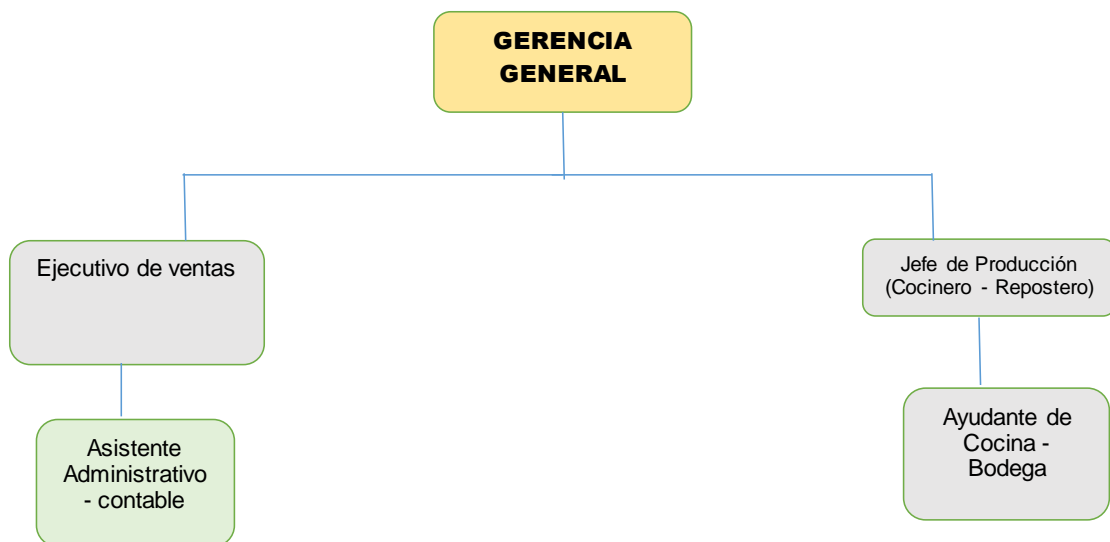 GERENCIA
GENERAL
Ejecutivo de ventas
Jefe de Producción
(Cocinero - Repostero)
Asistente
Administrativo
- contable
Ayudante de
Cocina -
Bodega